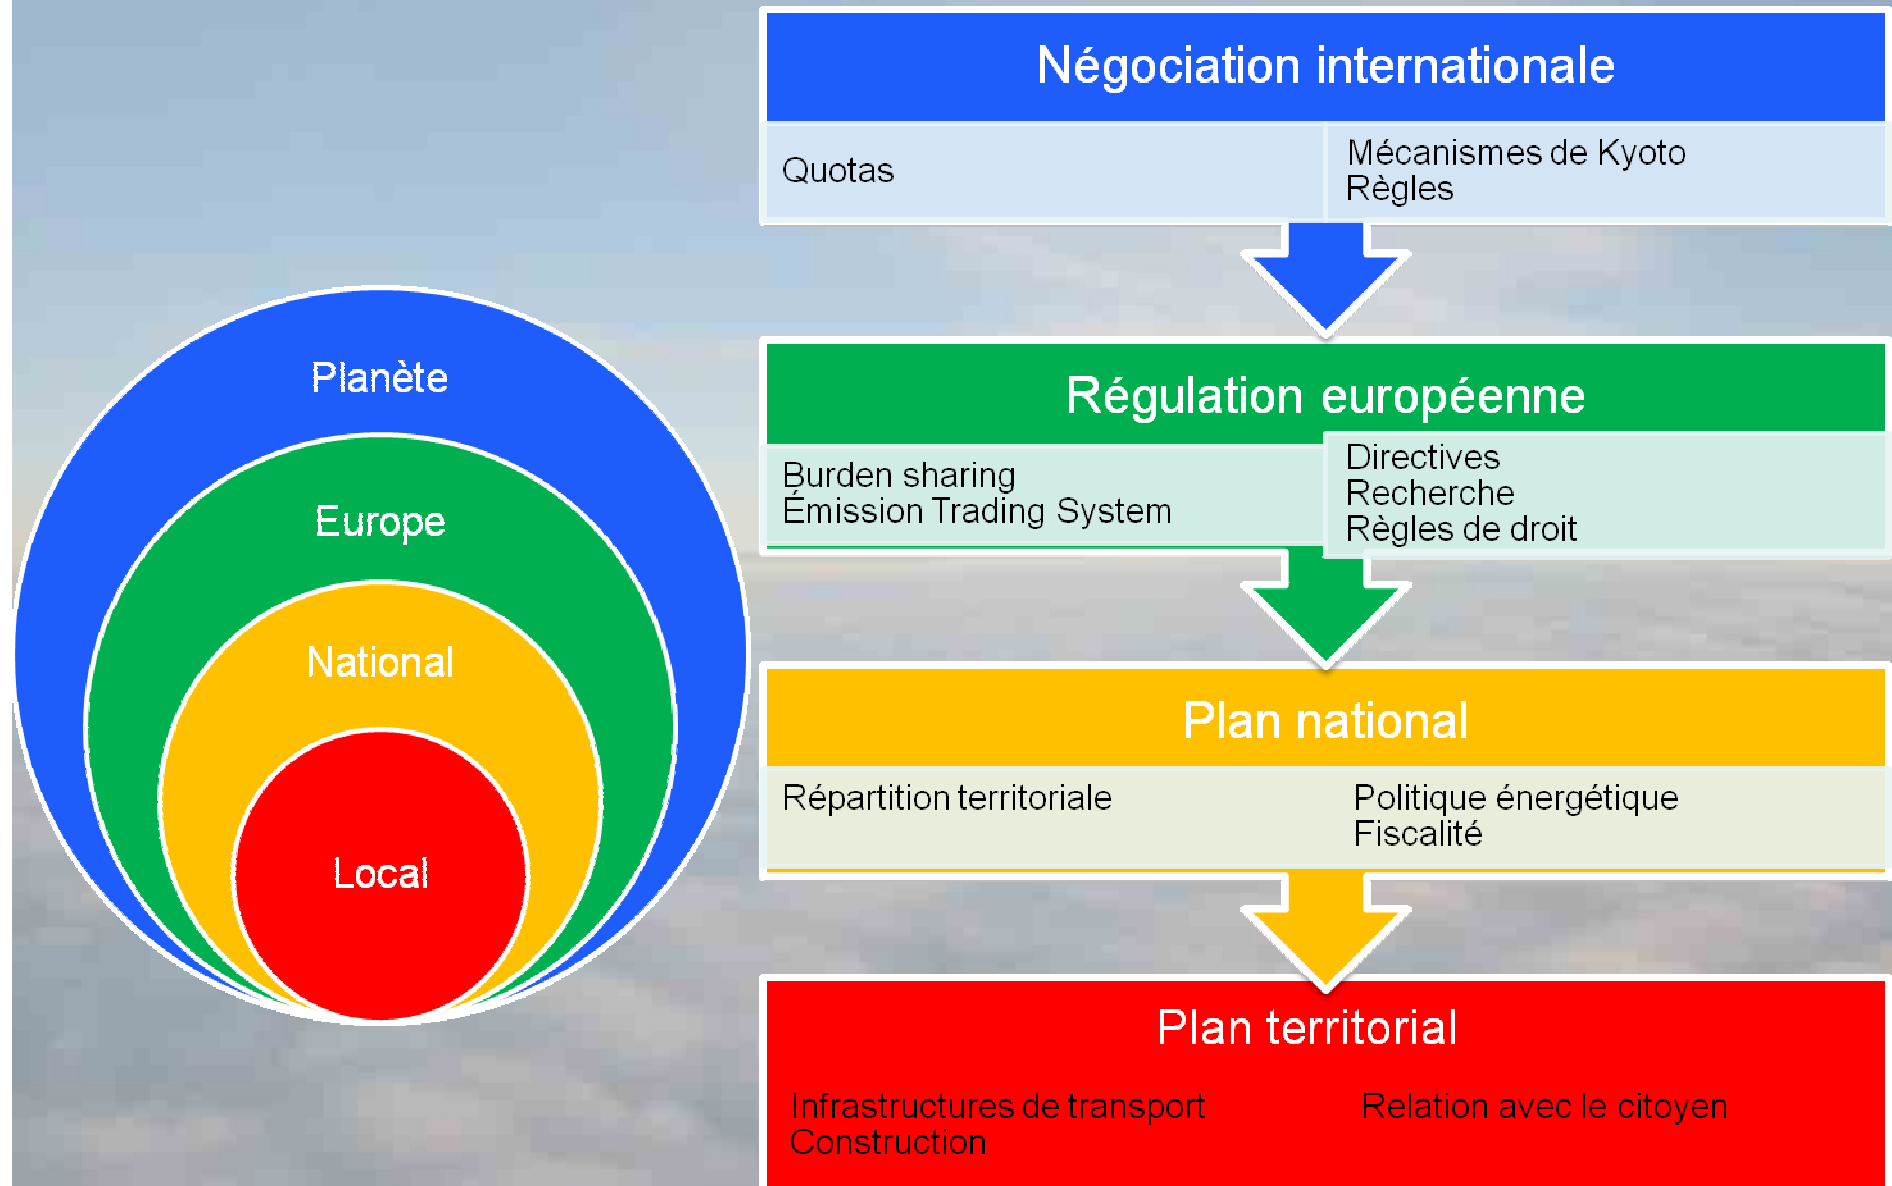 Planète
Europe
National
Local
Négociation internationale
Quotas
Mécanismes de Kyoto
Règles
Régulation européenne
Burden sharing
Émission Trading System
Directives
Recherche
Règles de droit
Plan national
Répartition territoriale
Politique énergétique
Fiscalité
Plan territorial
Infrastructures de transport
Construction
Relation avec le citoyen